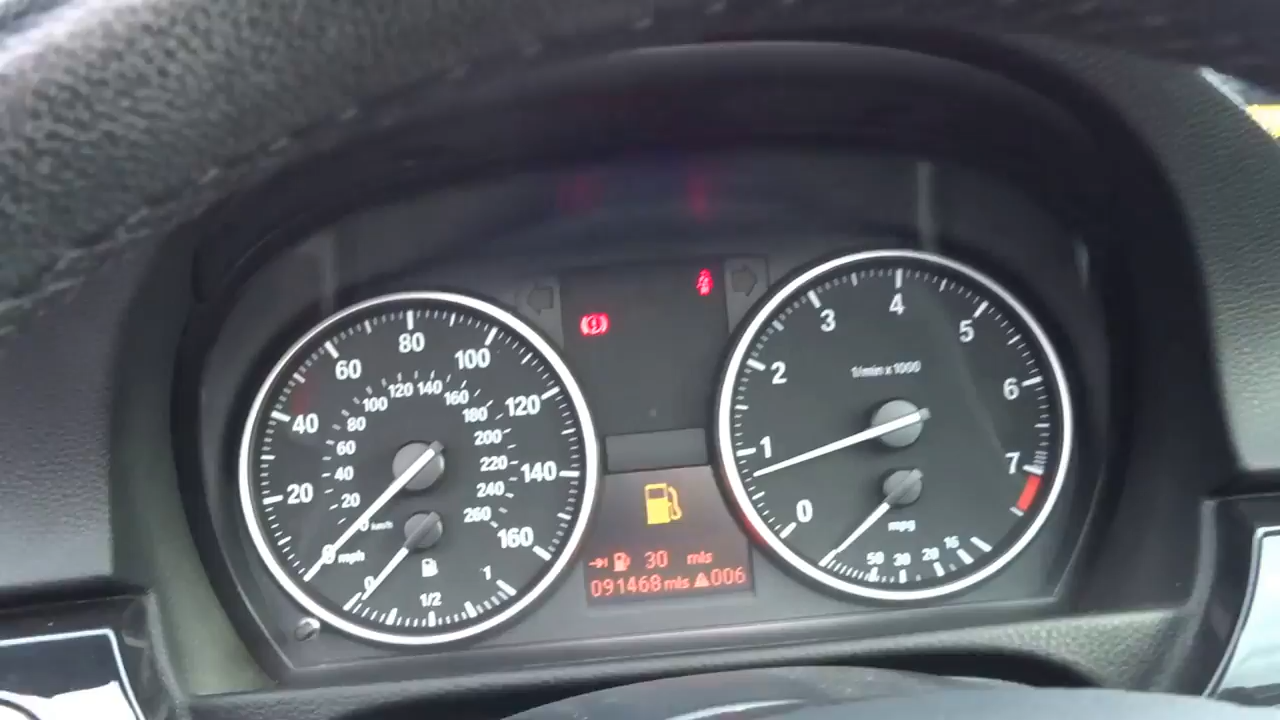 20 40 60 80 100 120 140 160
20 40 60 80 100 120 140 160 180 200 220 240 260
km/h
0 mph
0 1/2 1
30 mls
091468 mls 006
0 1 2 3 4 5 6 7
1/min x 1000
mpg
50 30 20 15